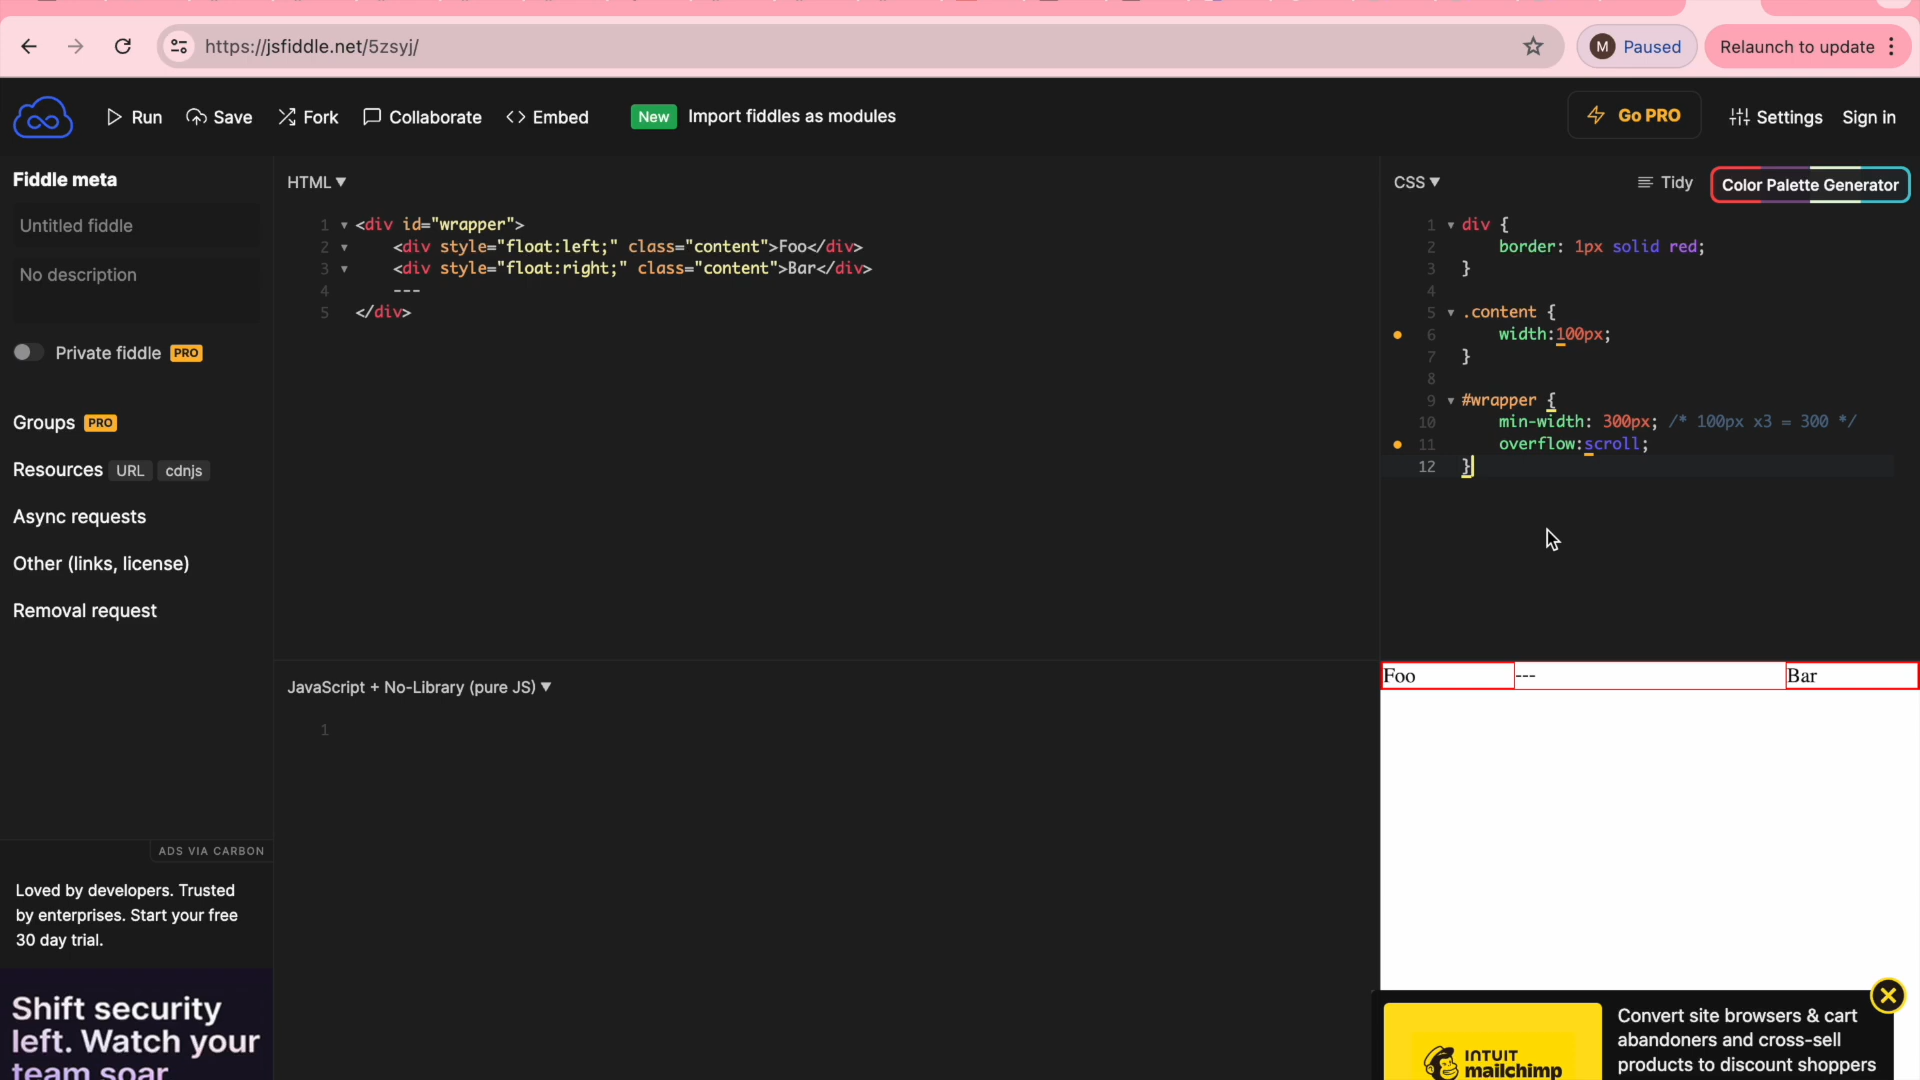 https://jsfiddle.net/5zsyj/
M Paused
Relaunch to update
Run Save Fork Collaborate Embed New Import fiddles as modules Go PRO Settings Sign in
Fiddle meta
Untitled fiddle
No description
Private fiddle PRO
Groups PRO
Resources URL cdnjs
Async requests
Other (links, license)
Removal request
ADS VIA CARBON
Loved by developers. Trusted
by enterprises. Start your free
30 day trial.
Shift security
left. Watch your
team soar
HTML ▼
1 <div id="wrapper">
2 <div style="float:left;" class="content">Foo</div>
3 <div style="float:right;" class="content">Bar</div>
4 ---
5 </div>
JavaScript + No-Library (pure JS) ▼
1
CSS ▼ Tidy Color Palette Generator
1 div {
2 border: 1px solid red;
3 }
4
5 .content {
6 width:100px;
7 }
8
9 #wrapper {
10 min-width: 300px; /* 100px x3 = 300 */
11 overflow:scroll;
12 }
Foo --- Bar
INTUIT
mailchimp
Convert site browsers & cart
abandoners and cross-sell
products to discount shoppers